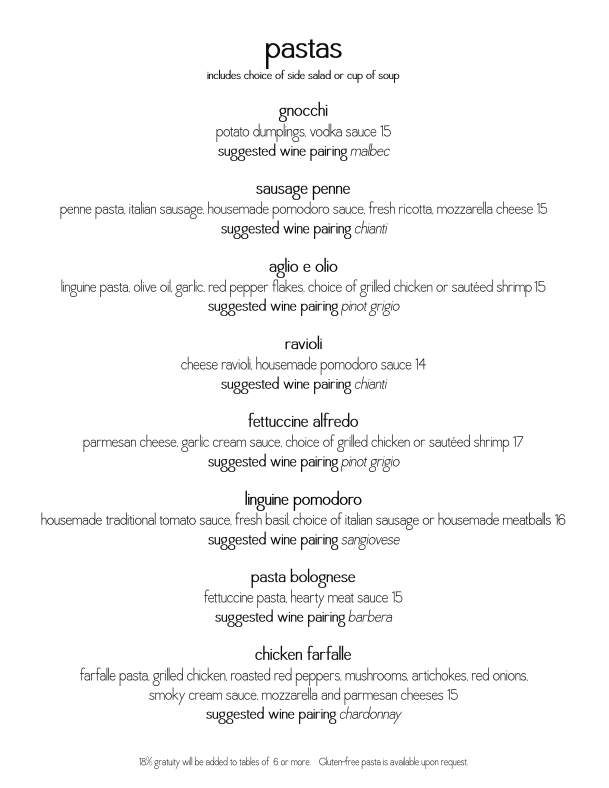 pastas
includes choice of side salad or cup of soup
gnocchi
potato dumplings, vodka sauce 15
suggested wine pairing malbec
sausage penne
penne pasta, italian sausage, housemade pomodoro sauce, fresh ricotta, mozzarella cheese 15
suggested wine pairing chianti
aglio e olio
linguine pasta, olive oil, garlic, red pepper flakes, choice of grilled chicken or sautéed shrimp 15
suggested wine pairing pinot grigio
ravioli
cheese ravioli, housemade pomodoro sauce 14
suggested wine pairing chianti
fettuccine alfredo
parmesan cheese, garlic cream sauce, choice of grilled chicken or sautéed shrimp 17
suggested wine pairing pinot grigio
linguine pomodoro
housemade traditional tomato sauce, fresh basil, choice of italian sausage or housemade meatballs 16
suggested wine pairing sangiovese
pasta bolognese
fettuccine pasta, hearty meat sauce 15
suggested wine pairing barbera
chicken farfalle
farfalle pasta, grilled chicken, roasted red peppers, mushrooms, artichokes, red onions,
smoky cream sauce, mozzarella and parmesan cheeses 15
suggested wine pairing chardonnay
18% gratuity will be added to tables of 6 or more. Gluten-free pasta is available upon request.